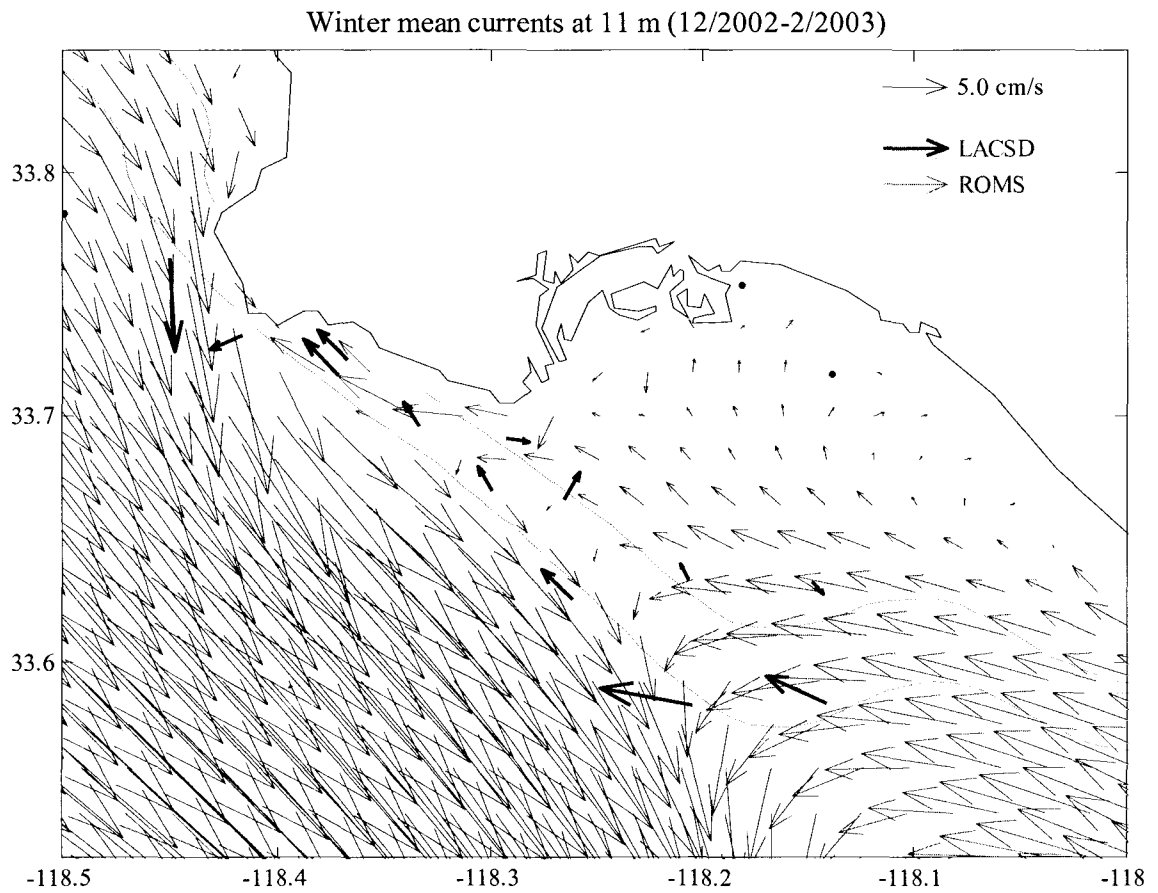 Winter mean currents at 11 m (12/2002-2/2003)
5.0 cm/s
LACSD
ROMS
33.8
33.7
33.6
-118.5 -118.4 -118.3 -118.2 -118.1 -118